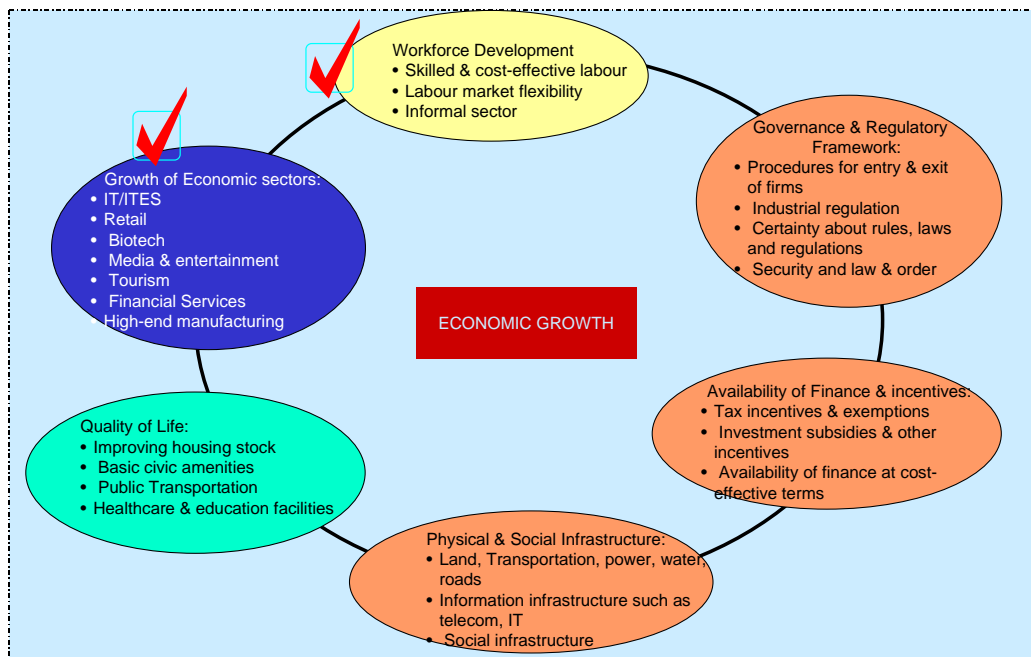 Workforce Development
• Skilled & cost-effective labour
• Labour market flexibility
• Informal sector
Governance & Regulatory
Framework:
• Procedures for entry & exit
of firms
• Industrial regulation
• Certainty about rules, laws
and regulations
• Security and law & order
Growth of Economic sectors:
• IT/ITES
• Retail
• Biotech
• Media & entertainment
• Tourism
• Financial Services
• High-end manufacturing
ECONOMIC GROWTH
Availability of Finance & incentives:
• Tax incentives & exemptions
• Investment subsidies & other
incentives
• Availability of finance at cost-
effective terms
Quality of Life:
• Improving housing stock
• Basic civic amenities
• Public Transportation
• Healthcare & education facilities
Physical & Social Infrastructure:
• Land, Transportation, power, water,
roads
• Information infrastructure such as
telecom, IT
• Social infrastructure